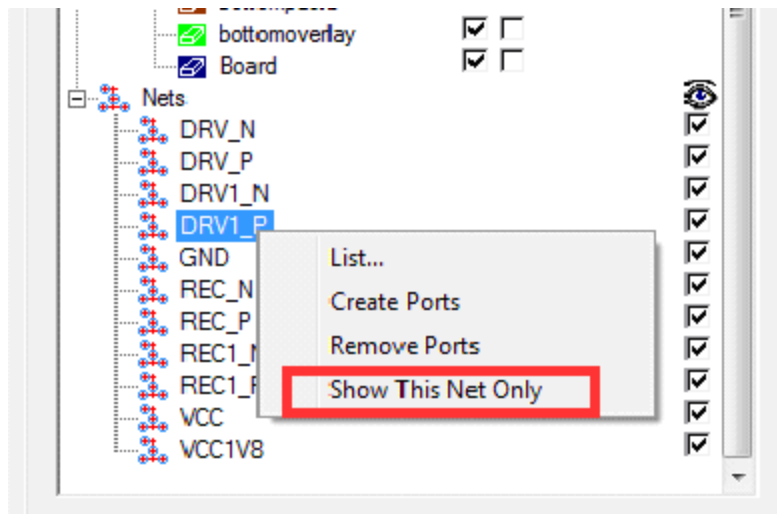 bottomoverlay
Board
Nets
DRV_N
DRV_P
DRV1_N
DRV1_P
GND
REC_N
REC_P
REC1_N
REC1_P
VCC
VCC1V8
List...
Create Ports
Remove Ports
Show This Net Only